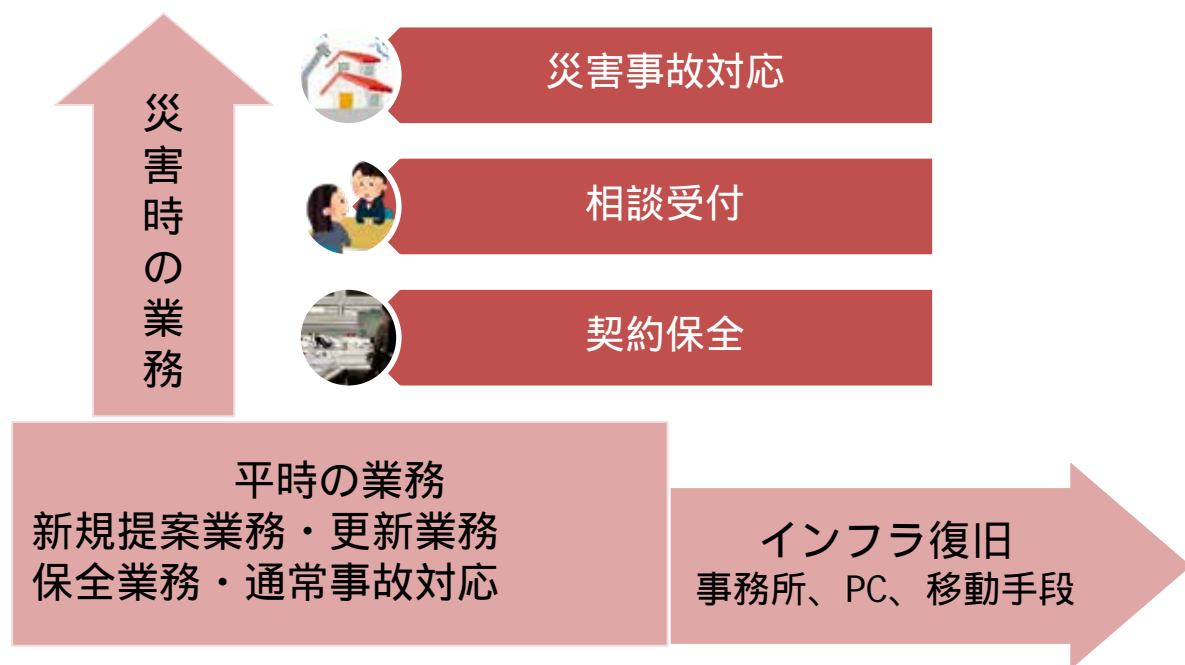 災害時の業務
災害事故対応
相談受付
契約保全
平時の業務
新規提案業務・更新業務
保全業務・通常事故対応
インフラ復旧
事務所、PC、移動手段